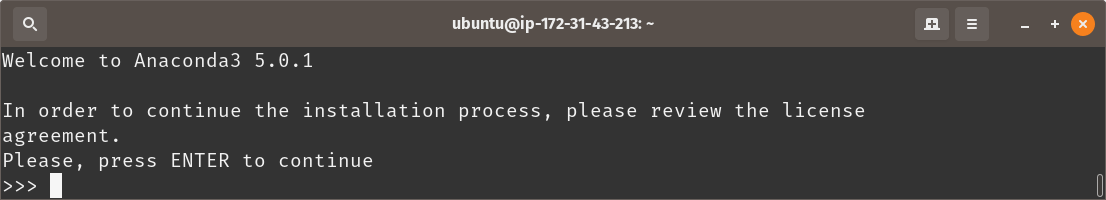 ubuntu@ip-172-31-43-213: ~
Welcome to Anaconda3 5.0.1
In order to continue the installation process, please review the license
agreement.
Please, press ENTER to continue
>>>